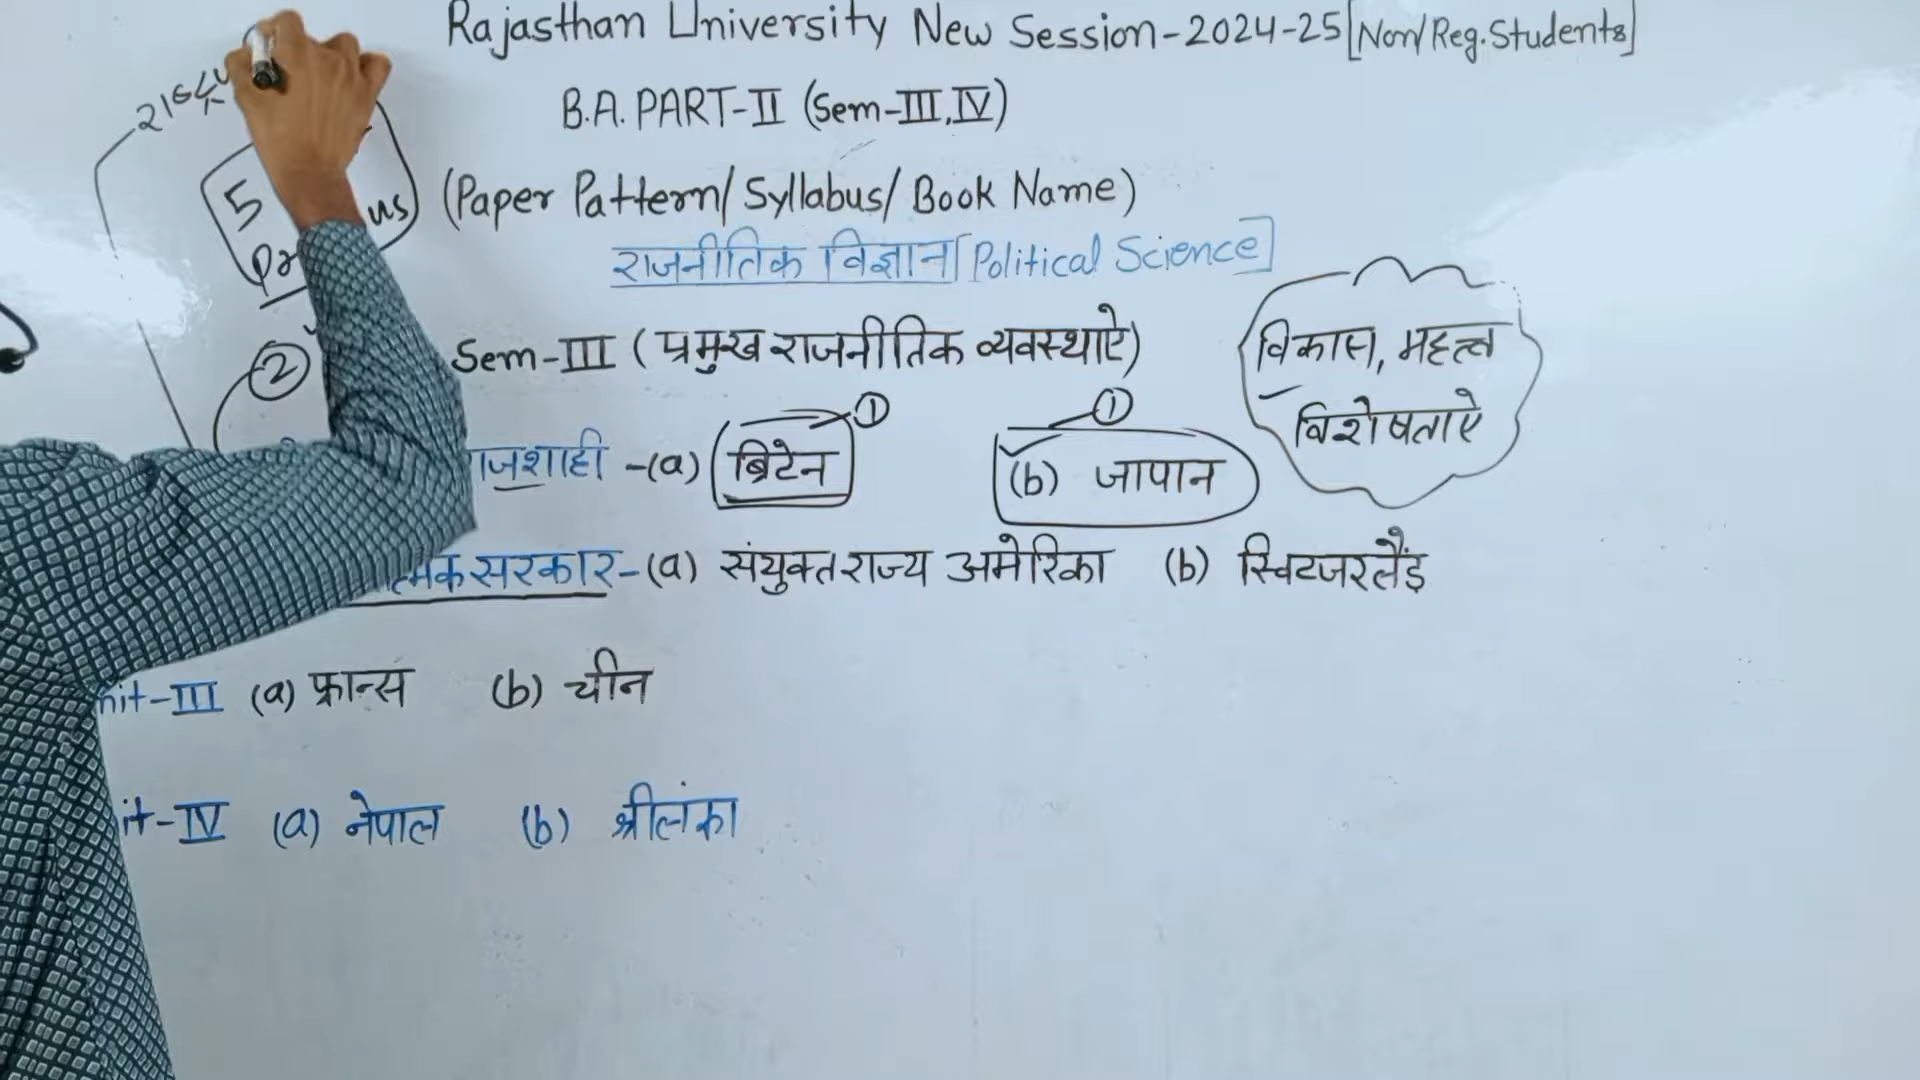 Rajasthan University New Session-2024-25[Non/Reg.Students]
B.A. PART-II (Sem-III,IV)
(Paper Pattern/Syllabus/Book Name)
5
राजनीतिक विज्ञान[Political Science]
2
Sem-III (प्रमुख राजनीतिक व्यवस्थाऐ)
विकास, महत्त्व
विशेषताऐ
1
1
राजशाही -(a) ब्रिटेन (b) जापान
त्मक सरकार-(a) संयुक्त राज्य अमेरिका (b) स्विटजरलैंड
nit-III (a) फ्रान्स (b) चीन
it-IV (a) नेपाल (b) श्रीलंका